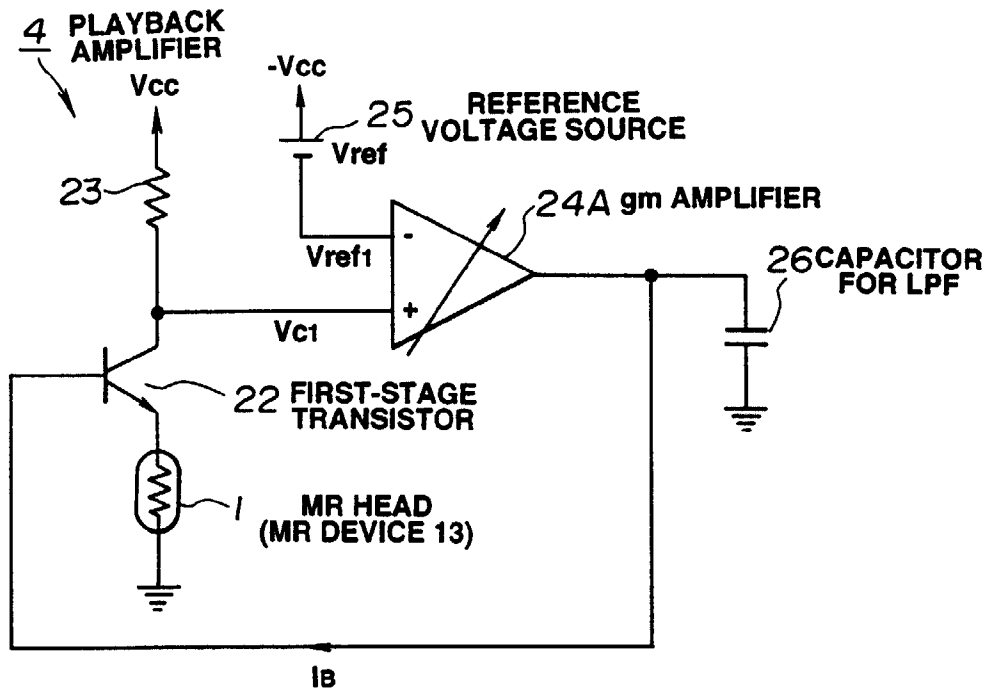 4 PLAYBACK
AMPLIFIER
Vcc
-Vcc
25 REFERENCE
VOLTAGE SOURCE
Vref
23
24A gm AMPLIFIER
Vref1
-
+
Vc1
26 CAPACITOR
FOR LPF
22 FIRST-STAGE
TRANSISTOR
1 MR HEAD
(MR DEVICE 13)
IB